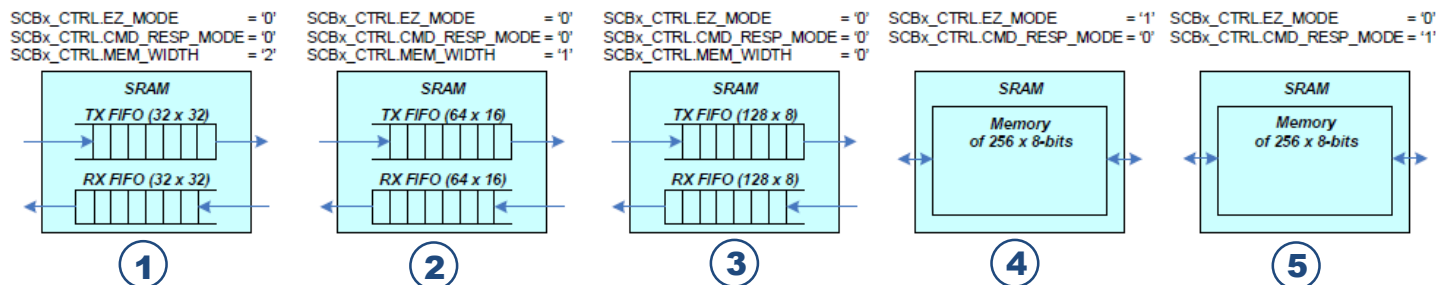 SCBx_CTRL.EZ_MODE = '0'
SCBx_CTRL.CMD_RESP_MODE = '0'
SCBx_CTRL.MEM_WIDTH = '2'
SRAM
TX FIFO (32 x 32)
RX FIFO (32 x 32)
1
SCBx_CTRL.EZ_MODE = '0'
SCBx_CTRL.CMD_RESP_MODE = '0'
SCBx_CTRL.MEM_WIDTH = '1'
SRAM
TX FIFO (64 x 16)
RX FIFO (64 x 16)
2
SCBx_CTRL.EZ_MODE = '0'
SCBx_CTRL.CMD_RESP_MODE = '0'
SCBx_CTRL.MEM_WIDTH = '0'
SRAM
TX FIFO (128 x 8)
RX FIFO (128 x 8)
3
SCBx_CTRL.EZ_MODE = '1'
SCBx_CTRL.CMD_RESP_MODE = '0'
SRAM
Memory
of 256 x 8-bits
4
SCBx_CTRL.EZ_MODE = '0'
SCBx_CTRL.CMD_RESP_MODE = '1'
SRAM
Memory
of 256 x 8-bits
5